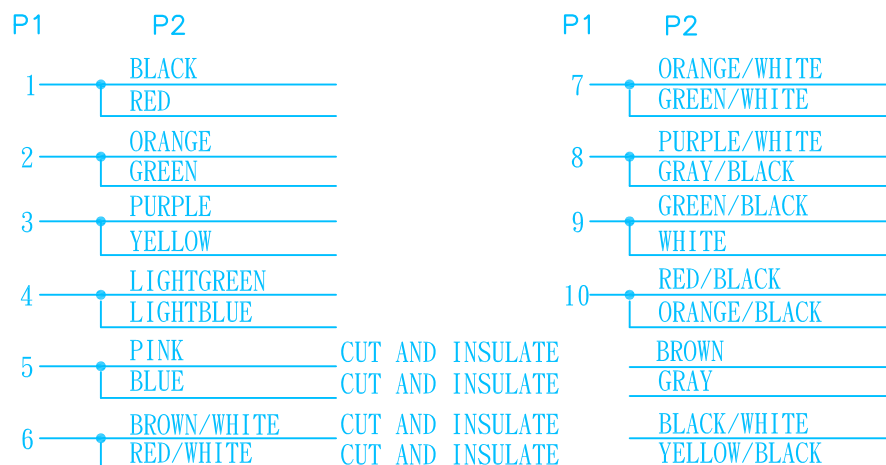 P1 P2
1 BLACK
RED
2 ORANGE
GREEN
3 PURPLE
YELLOW
4 LIGHTGREEN
LIGHTBLUE
5 PINK CUT AND INSULATE
BLUE CUT AND INSULATE
6 BROWN/WHITE CUT AND INSULATE
RED/WHITE CUT AND INSULATE
P1 P2
7 ORANGE/WHITE
GREEN/WHITE
8 PURPLE/WHITE
GRAY/BLACK
9 GREEN/BLACK
WHITE
10 RED/BLACK
ORANGE/BLACK
BROWN
GRAY
BLACK/WHITE
YELLOW/BLACK